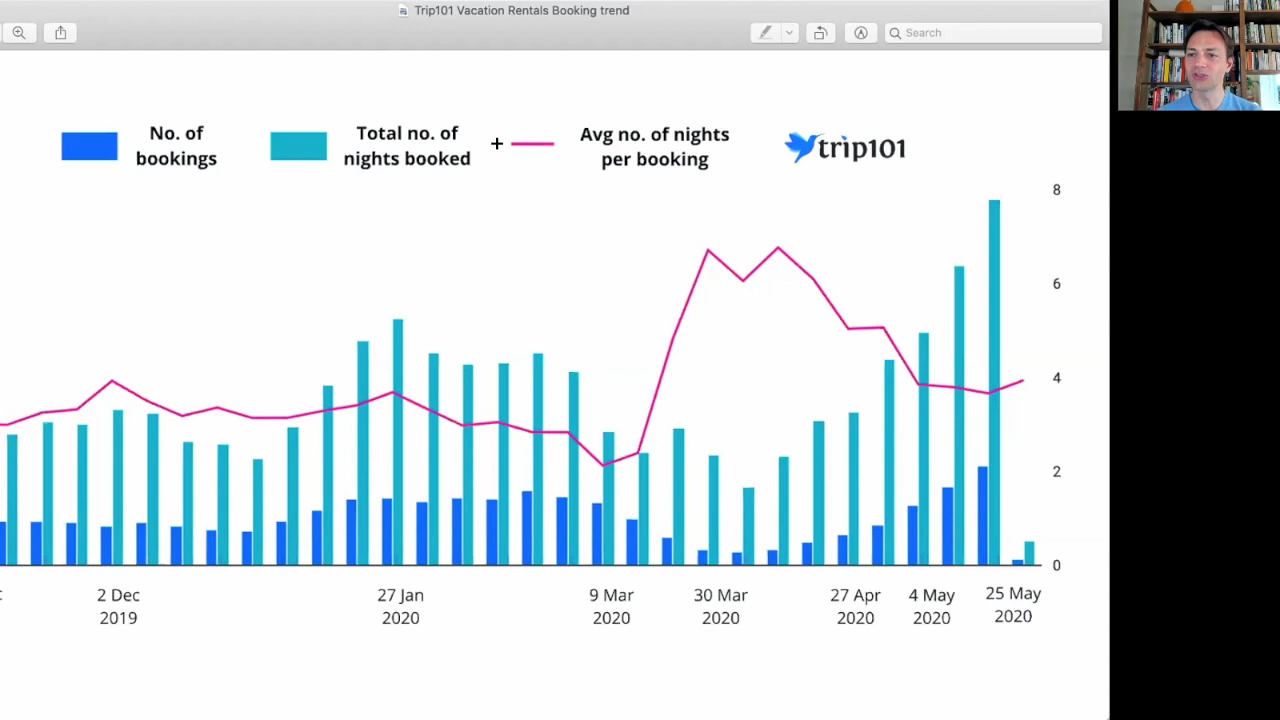 Trip101 Vacation Rentals Booking trend
Search
No. of
bookings
Total no. of
nights booked
Avg no. of nights
per booking
trip101
8
6
4
2
0
2 Dec
2019
27 Jan
2020
9 Mar
2020
30 Mar
2020
27 Apr
2020
4 May
2020
25 May
2020